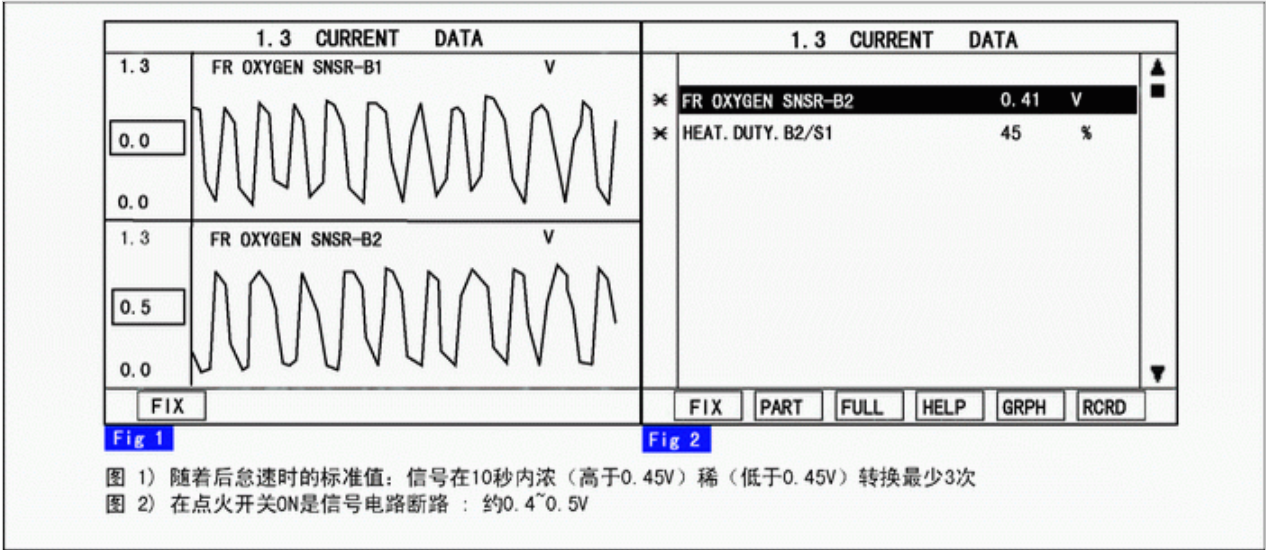 1.3 CURRENT DATA
1.3 FR OXYGEN SNSR-B1 V
0.0
0.0
1.3 FR OXYGEN SNSR-B2 V
0.5
0.0
FIX
Fig 1
1.3 CURRENT DATA
* FR OXYGEN SNSR-B2 0.41 V
* HEAT.DUTY.B2/S1 45 %
FIX PART FULL HELP GRPH RCRD
Fig 2
图 1) 随着后怠速时的标准值: 信号在10秒内浓（高于0.45V）稀（低于0.45V）转换最少3次
图 2) 在点火开关ON是信号电路断路 : 约0.4~0.5V